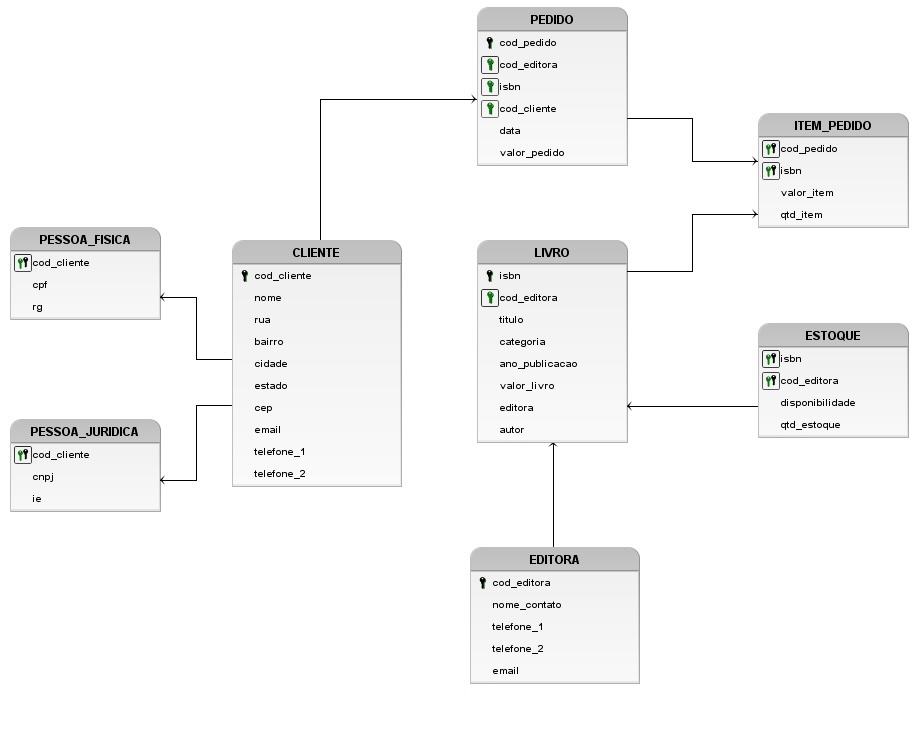 PEDIDO
cod_pedido
cod_editora
isbn
cod_cliente
data
valor_pedido
ITEM_PEDIDO
cod_pedido
isbn
valor_item
qtd_item
PESSOA_FISICA
cod_cliente
cpf
rg
CLIENTE
cod_cliente
nome
rua
bairro
cidade
estado
cep
email
telefone_1
telefone_2
LIVRO
isbn
cod_editora
titulo
categoria
ano_publicacao
valor_livro
editora
autor
ESTOQUE
isbn
cod_editora
disponibilidade
qtd_estoque
PESSOA_JURIDICA
cod_cliente
cnpj
ie
EDITORA
cod_editora
nome_contato
telefone_1
telefone_2
email